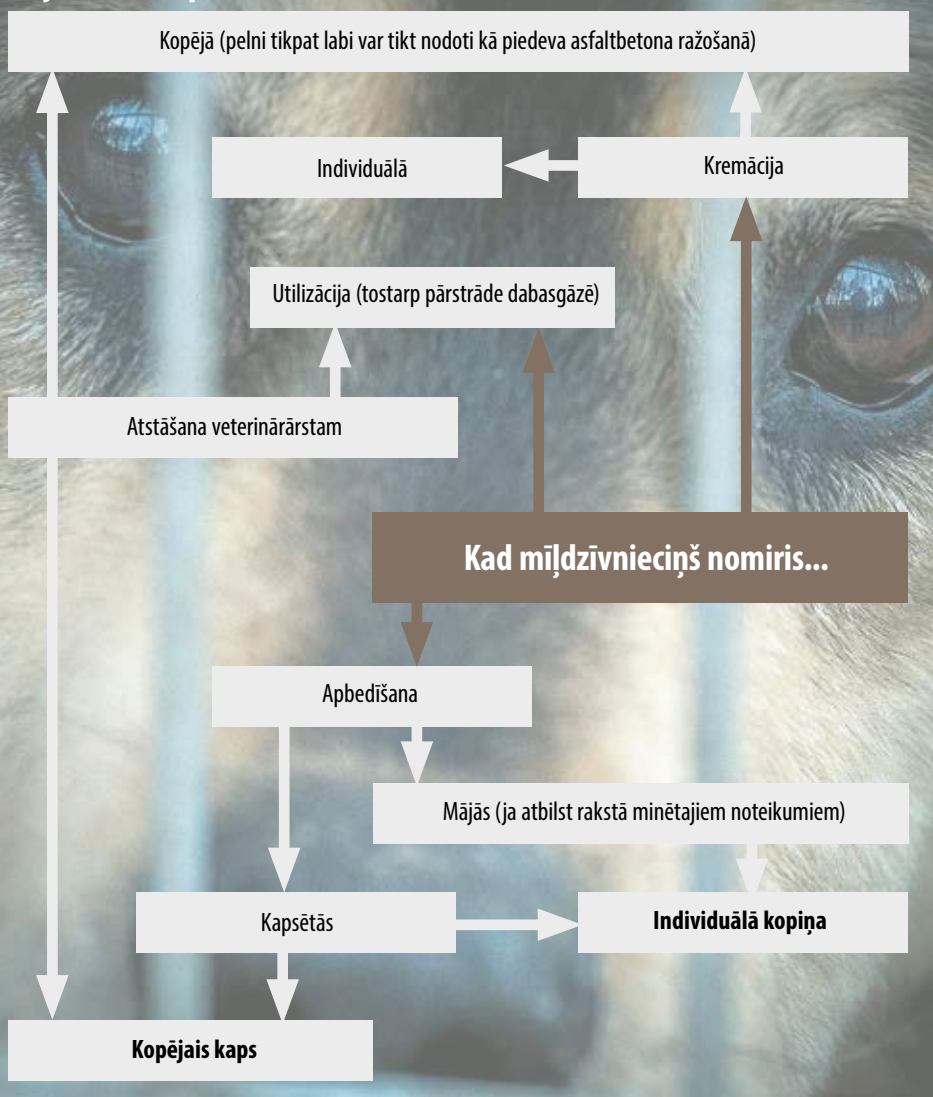 Kopējā (pelni tikpat labi var tikt nodoti kā piedeva asfaltbetona ražošanā)
Individuālā
Kremācija
Utilizācija (tostarp pārstrāde dabasgāzē)
Atstāšana veterinārārstam
Kad mīļdzīvnieciņš nomiris...
Apbedīšana
Mājās (ja atbilst rakstā minētajiem noteikumiem)
Kapsētās
Individuālā kopiņa
Kopējais kaps